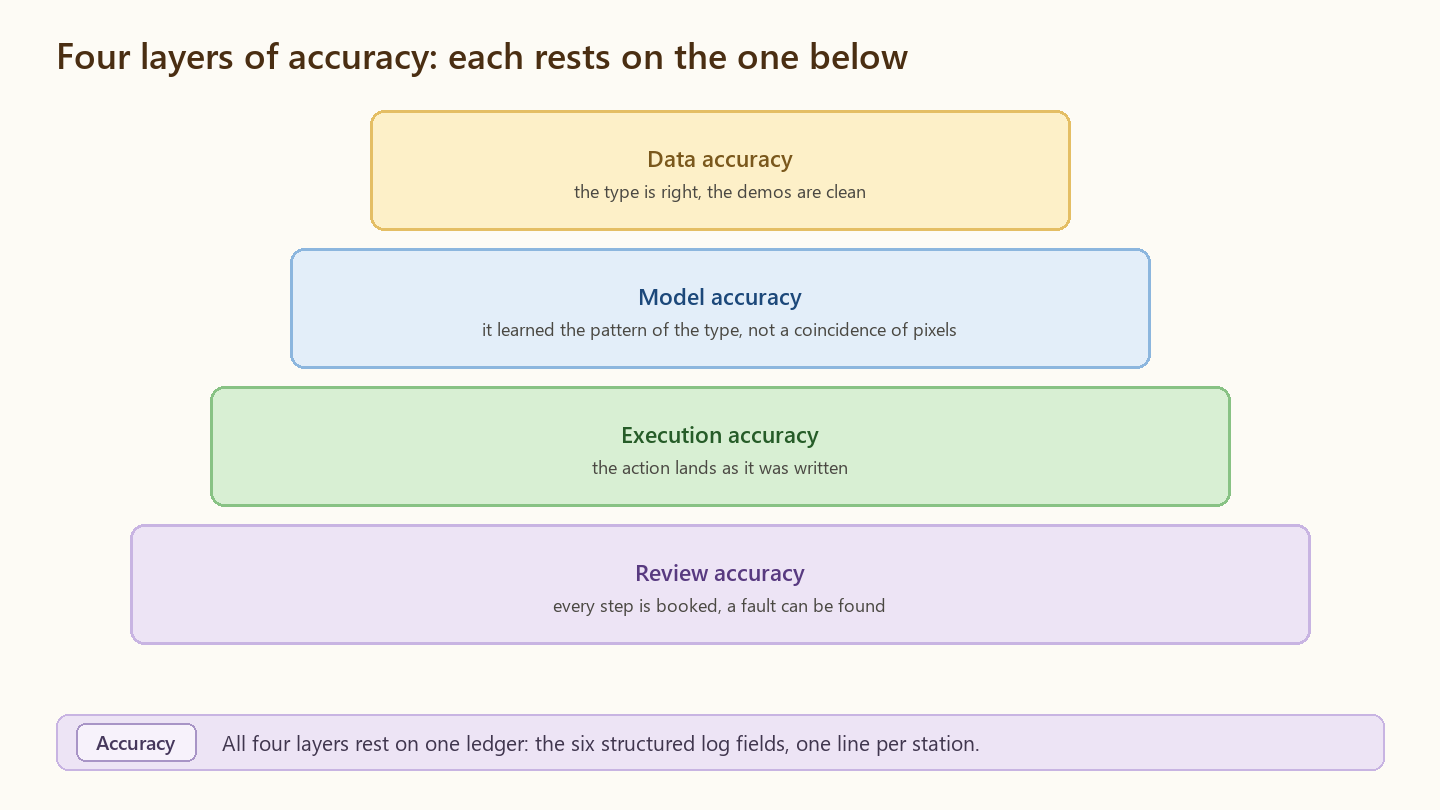 Four layers of accuracy: each rests on the one below
Data accuracy
the type is right, the demos are clean
Model accuracy
it learned the pattern of the type, not a coincidence of pixels
Execution accuracy
the action lands as it was written
Review accuracy
every step is booked, a fault can be found
Accuracy
All four layers rest on one ledger: the six structured log fields, one line per station.